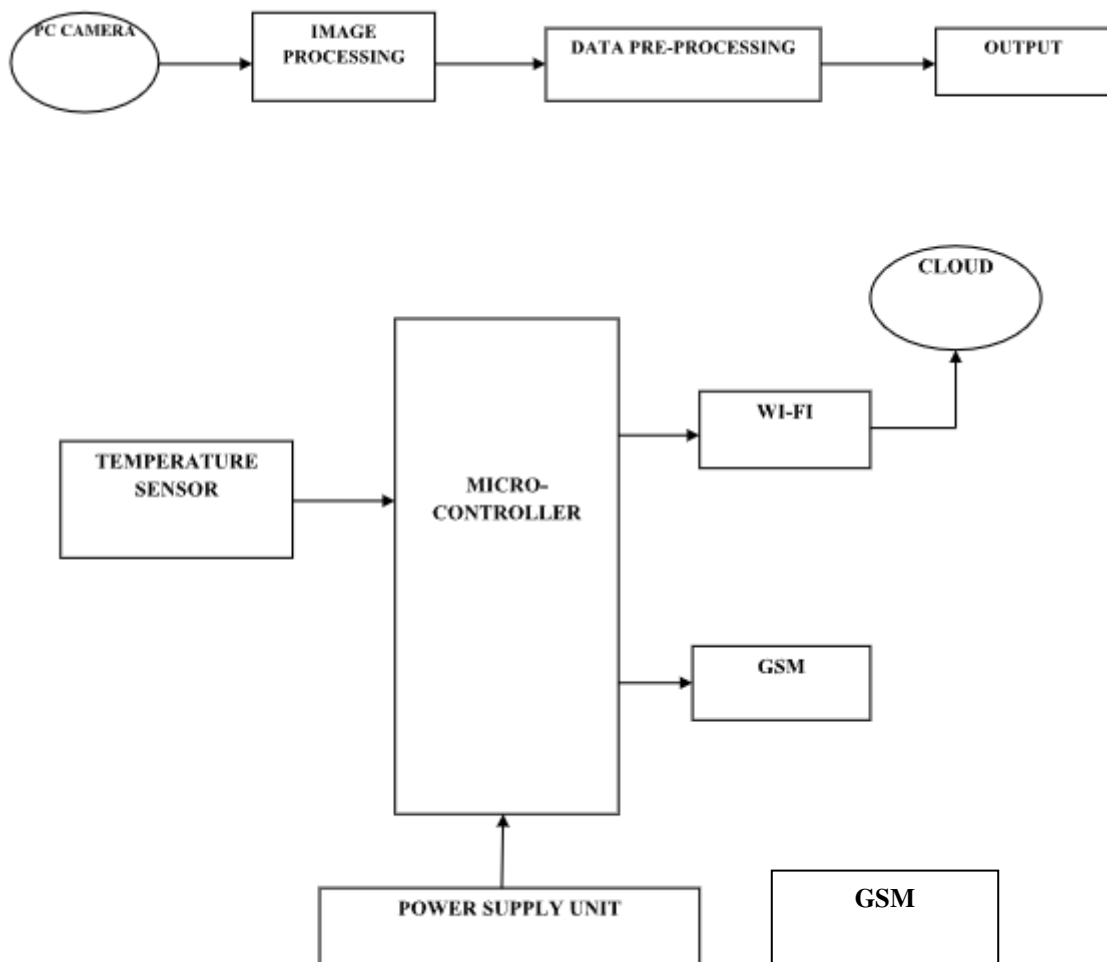 PC CAMERA
IMAGE
PROCESSING
DATA PRE-PROCESSING
OUTPUT
CLOUD
WI-FI
TEMPERATURE
SENSOR
MICRO-
CONTROLLER
GSM
POWER SUPPLY UNIT
GSM